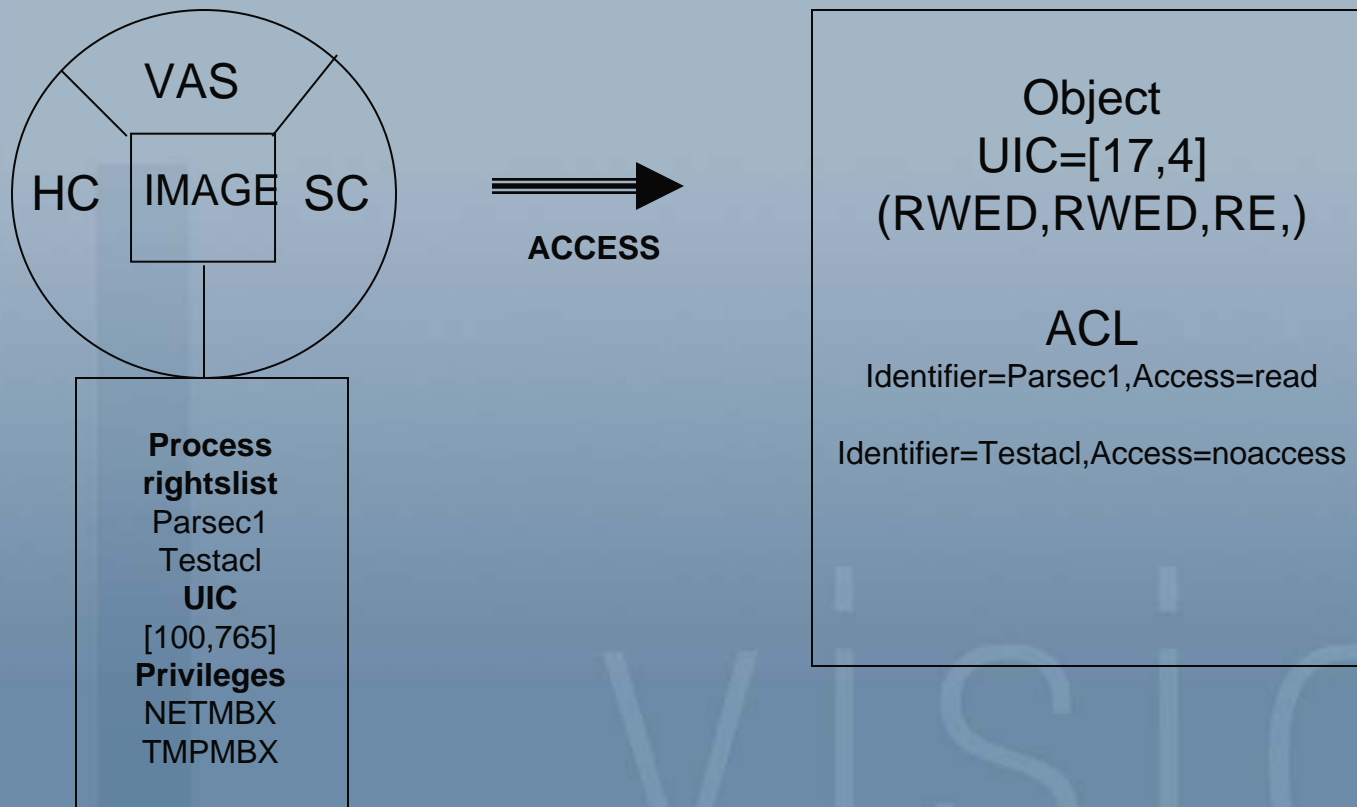 VAS
HC
IMAGE
SC
Process
rightslist
Parsec1
Testacl
UIC
[100,765]
Privileges
NETMBX
TMPMBX
ACCESS
Object
UIC=[17,4]
(RWED,RWED,RE,)
ACL
Identifier=Parsec1,Access=read
Identifier=Testacl,Access=noaccess